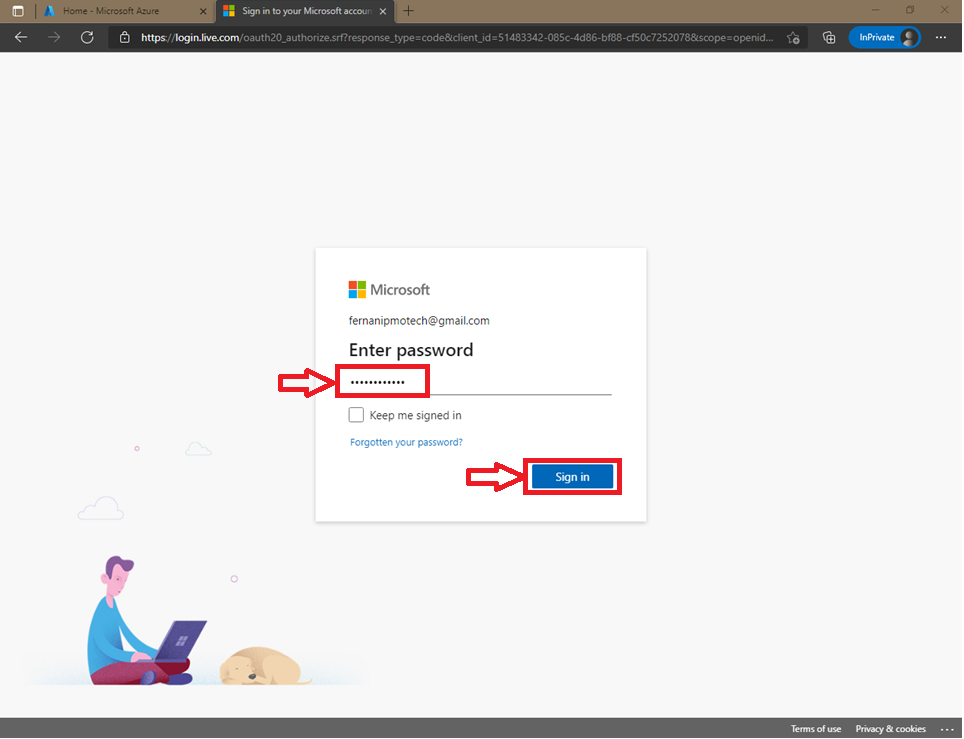 Home - Microsoft Azure
Sign in to your Microsoft accoun
https://login.live.com/oauth20_authorize.srf?response_type=code&client_id=51483342-085c-4d86-bf88-cf50c7252078&scope=openid...
InPrivate
Microsoft
fernanipmotech@gmail.com
Enter password
••••••••••••
Keep me signed in
Forgotten your password?
Sign in
Terms of use Privacy & cookies ...